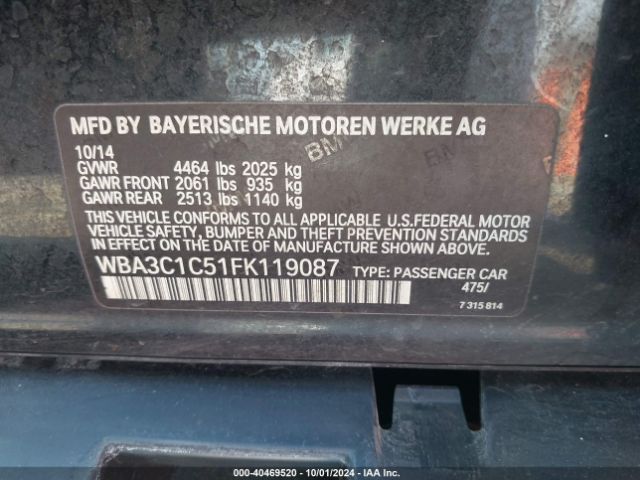 MFD BY BAYERISCHE MOTOREN WERKE AG
10/14
GVWR 4464 lbs 2025 kg
GAWR FRONT 2061 lbs 935 kg
GAWR REAR 2513 lbs 1140 kg
THIS VEHICLE CONFORMS TO ALL APPLICABLE U.S.FEDERAL MOTOR
VEHICLE SAFETY, BUMPER AND THEFT PREVENTION STANDARDS
IN EFFECT ON THE DATE OF MANUFACTURE SHOWN ABOVE.
WBA3C1C51FK119087 TYPE: PASSENGER CAR
475/
7 315 814
000-40469520 | 10/01/2024 | IAA Inc.